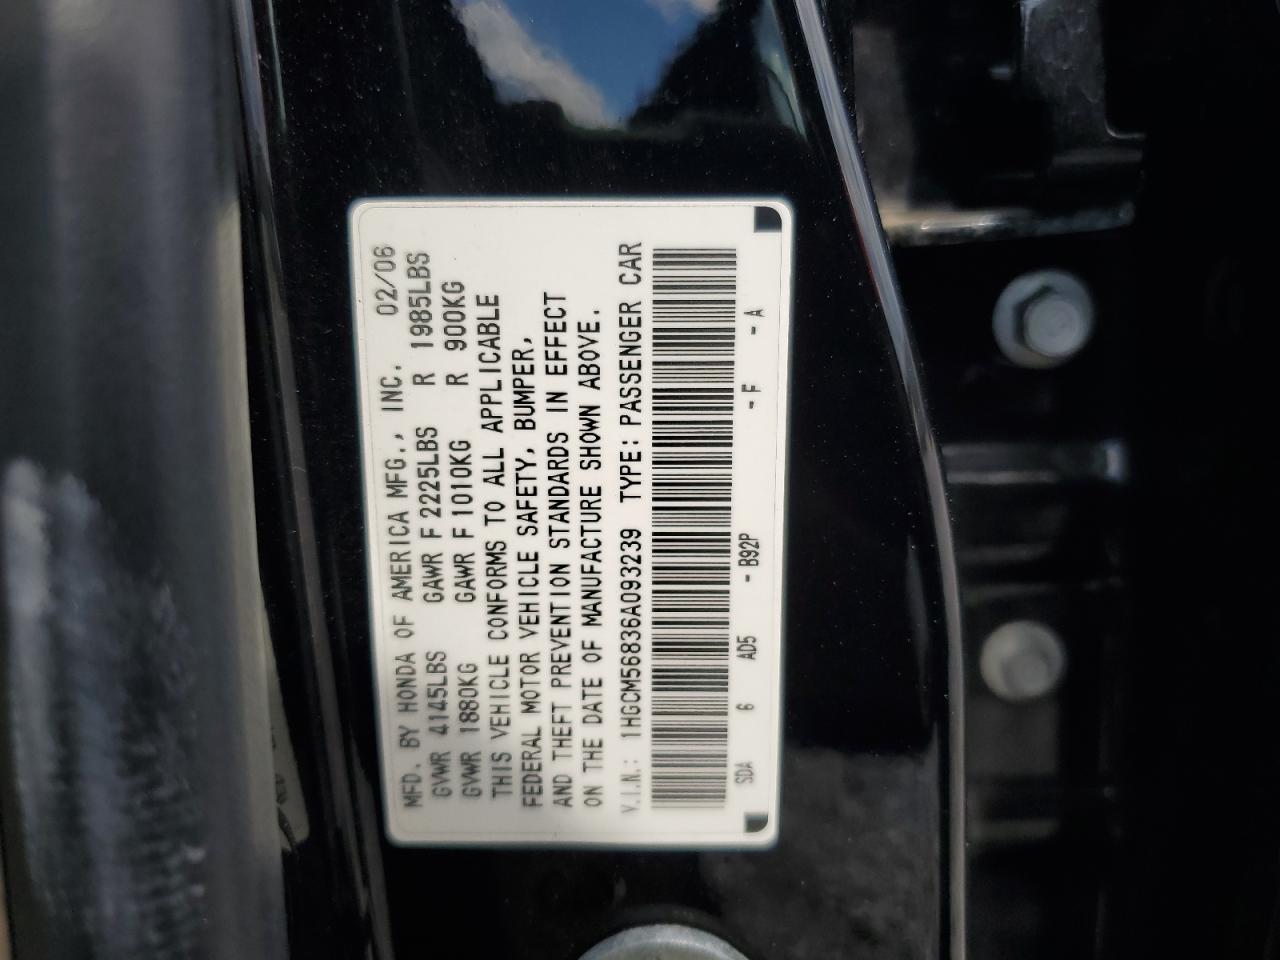 MFD. BY HONDA OF AMERICA MFG., INC. 02/06
GVWR 4145LBS GAWR F 2225LBS R 1985LBS
GVWR 1880KG GAWR F 1010KG R 900KG
THIS VEHICLE CONFORMS TO ALL APPLICABLE
FEDERAL MOTOR VEHICLE SAFETY, BUMPER,
AND THEFT PREVENTION STANDARDS IN EFFECT
ON THE DATE OF MANUFACTURE SHOWN ABOVE.
V.I.N.: 1HGCM56836A093239 TYPE: PASSENGER CAR
SDA 6 AD5 - B92P - F - A